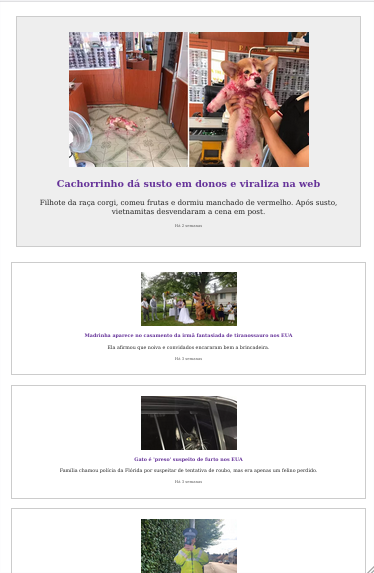 Cachorrinho dá susto em donos e viraliza na web
Filhote da raça corgi, comeu frutas e dormiu manchado de vermelho. Após susto,
vietnamitas desvendaram a cena em post.
Há 2 semanas
Madrinha aparece no casamento da irmã fantasiada de tiranossauro nos EUA
Ela afirmou que noiva e convidados encararam bem a brincadeira.
Há 3 semanas
Gato é 'preso' suspeito de furto nos EUA
Família chamou polícia da Flórida por suspeitar de tentativa de roubo, mas era apenas um felino perdido.
Há 3 semanas